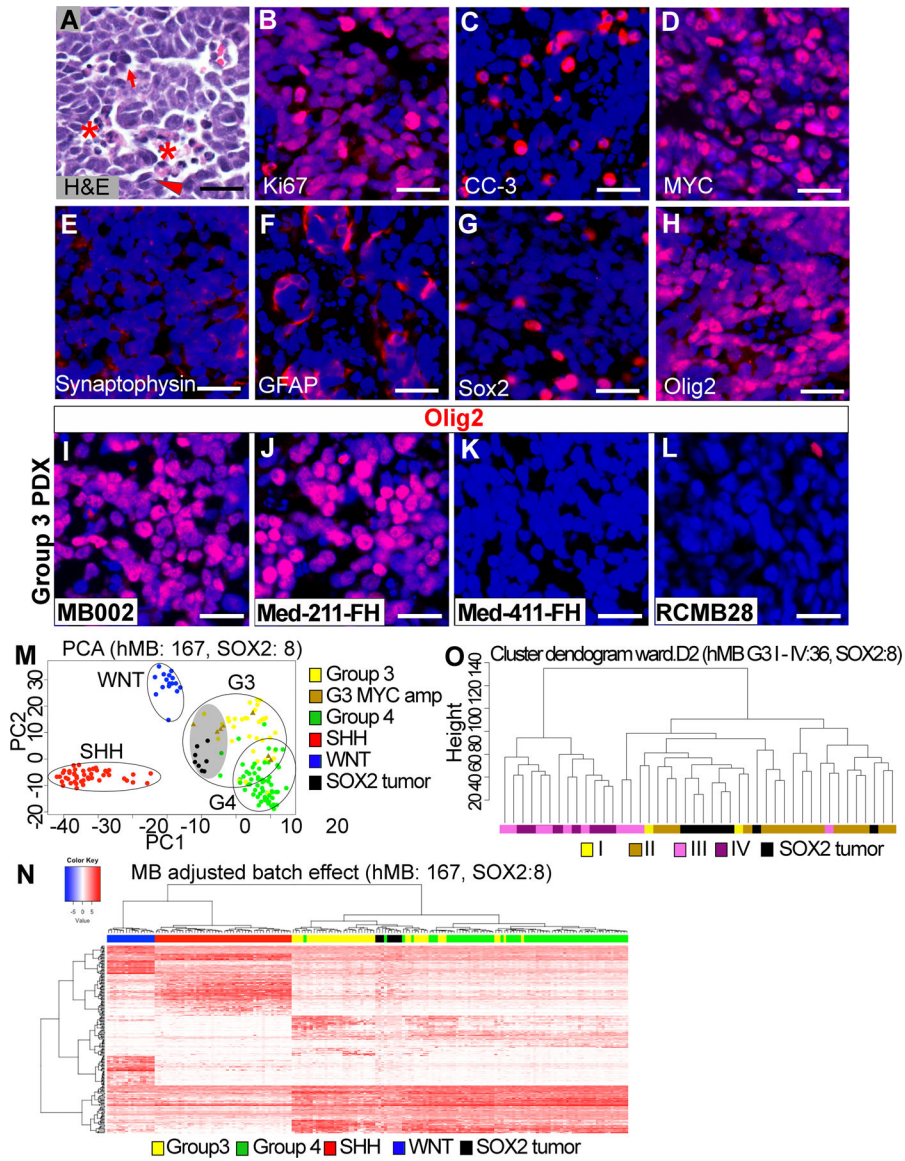 A
H&E
B
Ki67
C
CC-3
D
MYC
E
Synaptophysin
F
GFAP
G
Sox2
H
Olig2
Olig2
Group 3 PDX
I
MB002
J
Med-211-FH
K
Med-411-FH
L
RCMB28
M
PCA (hMB: 167, SOX2: 8)
WNT
G3
SHH
G4
PC2
30
20
10
0
-10
-20
-40
-30
-20
-10
0
10
20
PC1
Group 3
G3 MYC amp
Group 4
SHH
WNT
SOX2 tumor
O
Cluster dendogram ward.D2 (hMB G3 I - IV:36, SOX2:8)
Height
20 40 60 80 100 120 140
I
II
III
IV
SOX2 tumor
N
Color Key
-5 0 5
Value
MB adjusted batch effect (hMB: 167, SOX2:8)
Group3
Group 4
SHH
WNT
SOX2 tumor